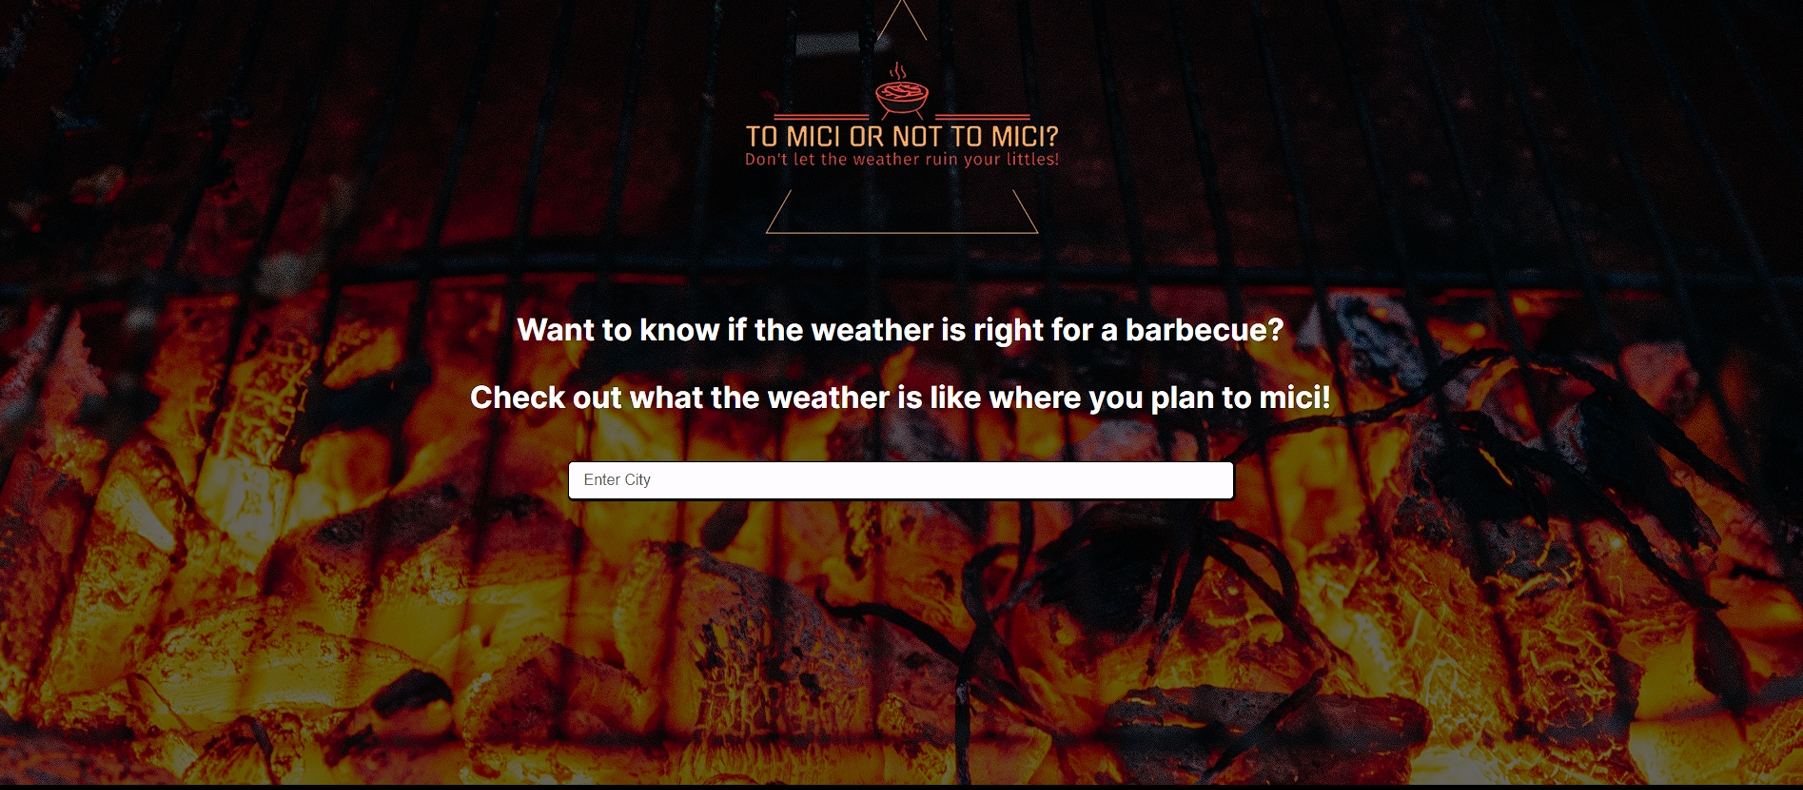 TO MICI OR NOT TO MICI?
Don't let the weather ruin your littles!
Want to know if the weather is right for a barbecue?
Check out what the weather is like where you plan to mici!
Enter City